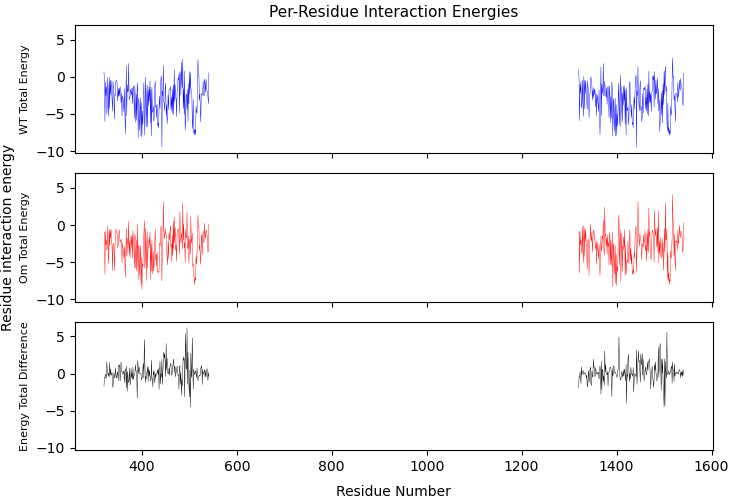 Per-Residue Interaction Energies
Residue interaction energy
WT Total Energy
5
0
−5
−10
Om Total Energy
5
0
−5
−10
Energy Total Difference
5
0
−5
−10
400 600 800 1000 1200 1400 1600
Residue Number